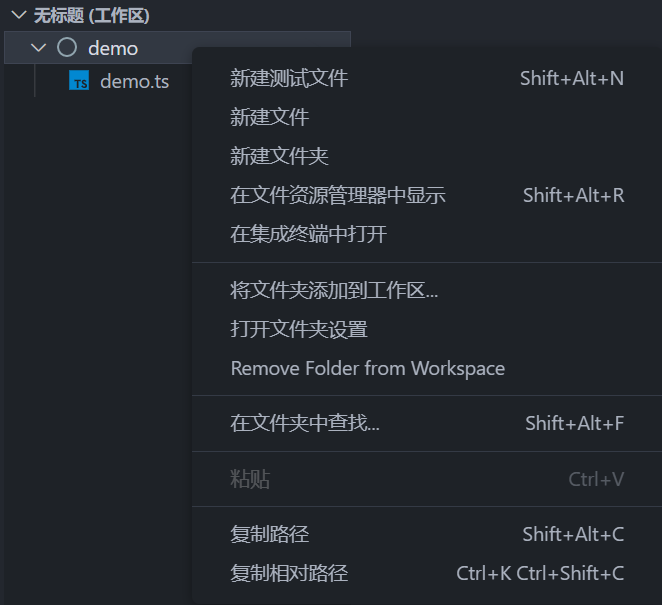 无标题 (工作区)
demo
TS demo.ts
新建测试文件 Shift+Alt+N
新建文件
新建文件夹
在文件资源管理器中显示 Shift+Alt+R
在集成终端中打开
将文件夹添加到工作区...
打开文件夹设置
Remove Folder from Workspace
在文件夹中查找... Shift+Alt+F
粘贴 Ctrl+V
复制路径 Shift+Alt+C
复制相对路径 Ctrl+K Ctrl+Shift+C